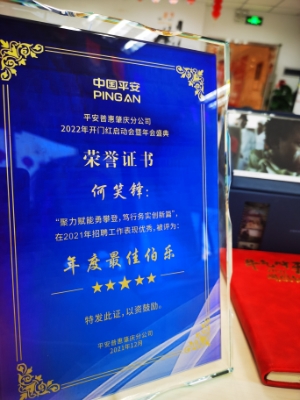 中国平安
PING AN
平安普惠肇庆分公司
2022年开门红启动会暨年会盛典
荣誉证书
何笑锋：
“聚力赋能勇攀登，笃行务实创新篇”，
在2021年招聘工作表现优秀，被评为：
年度最佳伯乐
特发此证，以资鼓励。
平安普惠肇庆分公司
2021年12月